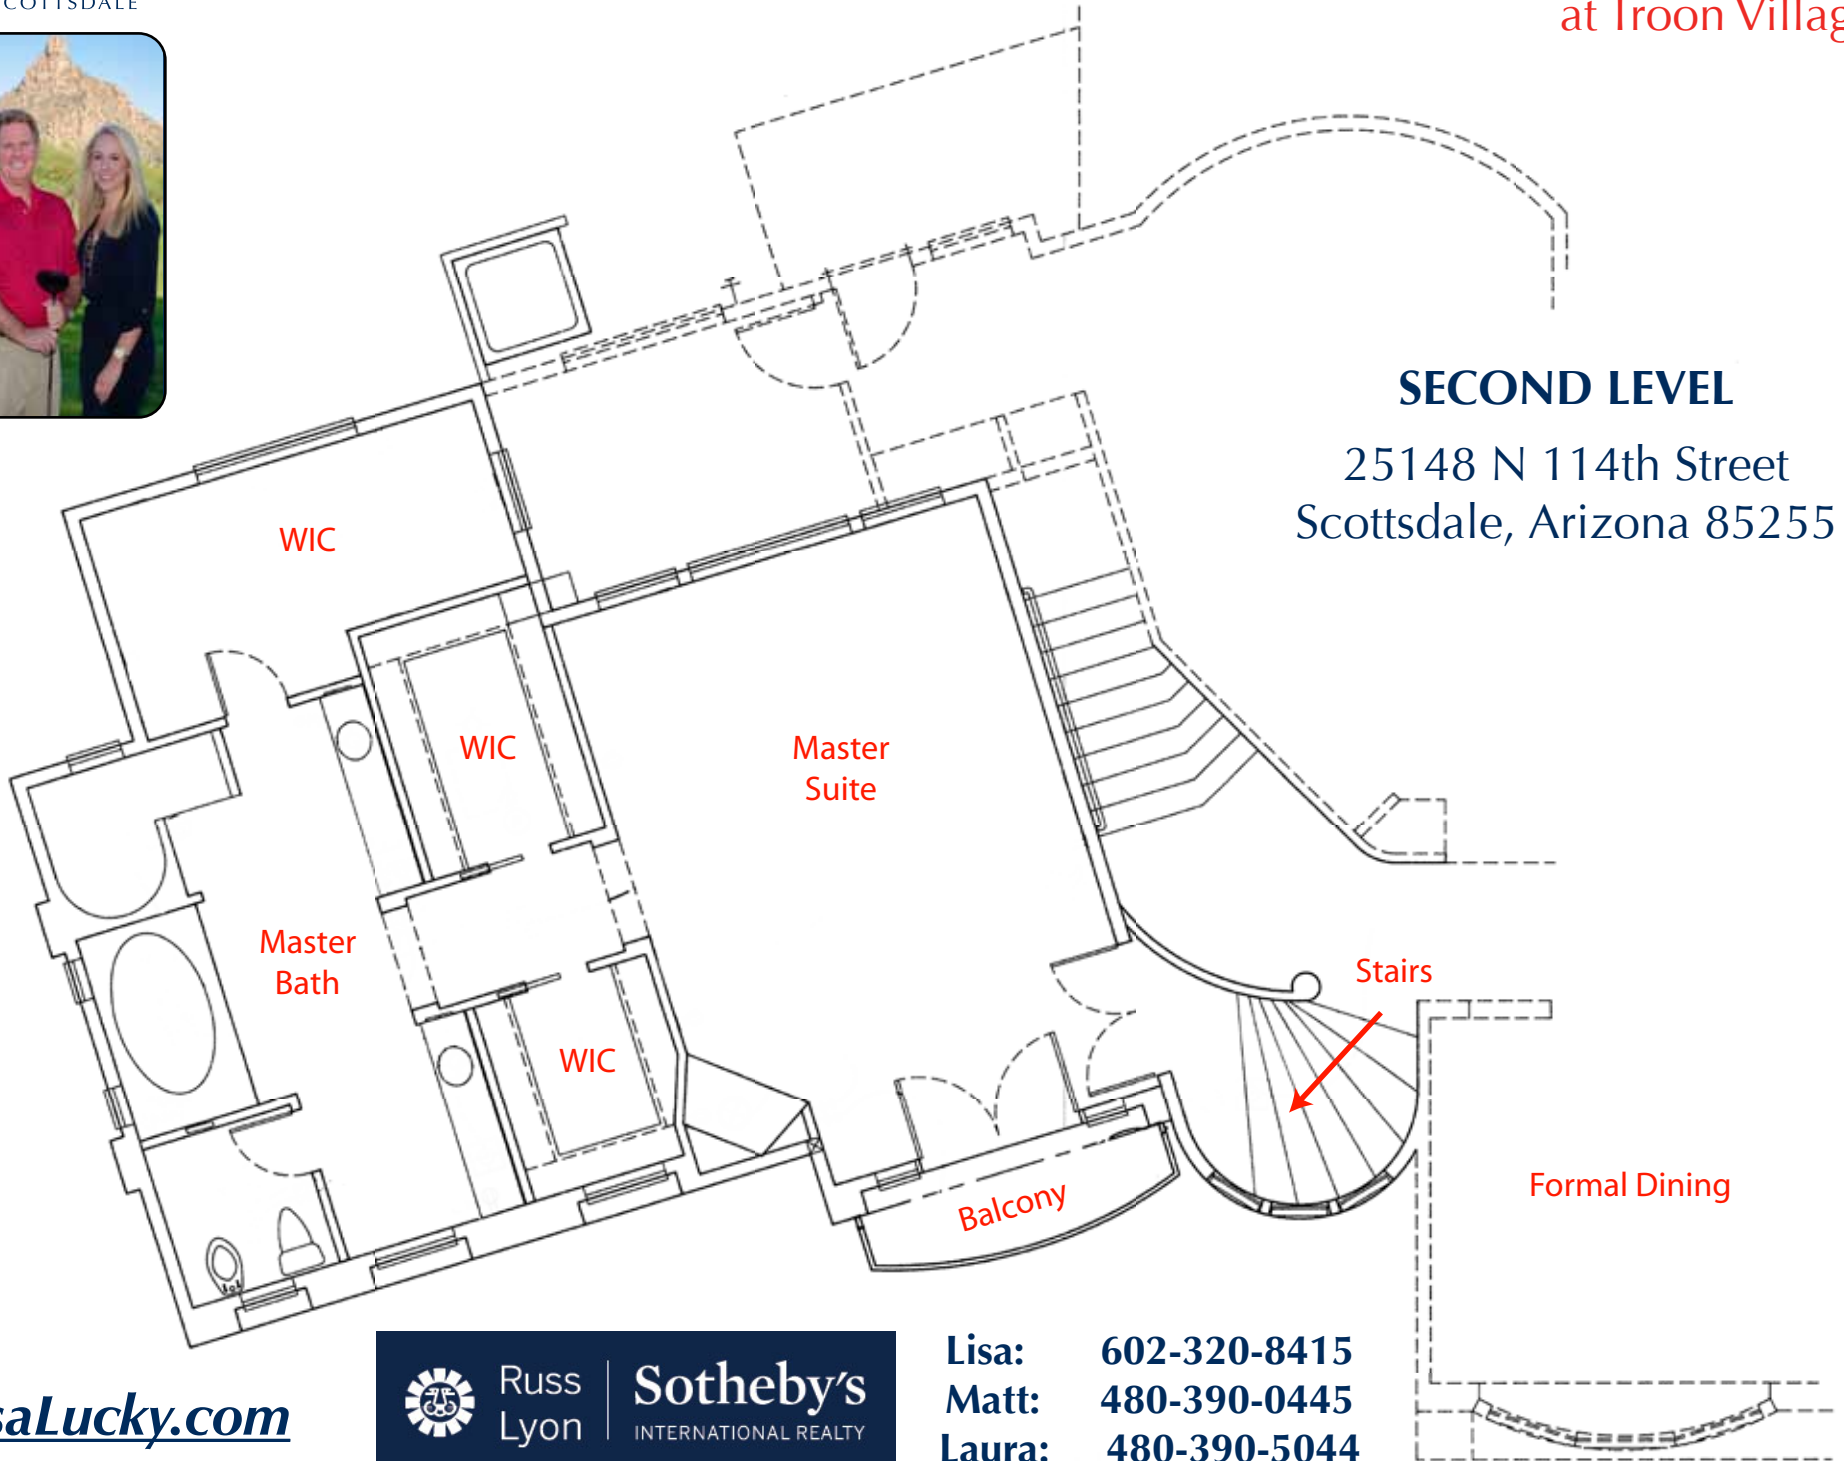 SCOTTSDALE
at Troon Villag
SECOND LEVEL
25148 N 114th Street
Scottsdale, Arizona 85255
WIC
WIC
Master
Suite
Master
Bath
Stairs
WIC
Formal Dining
Balcony
saLucky.com
Russ
Lyon
Sotheby's
INTERNATIONAL REALTY
Lisa: 602-320-8415
Matt: 480-390-0445
Laura: 480-390-5044